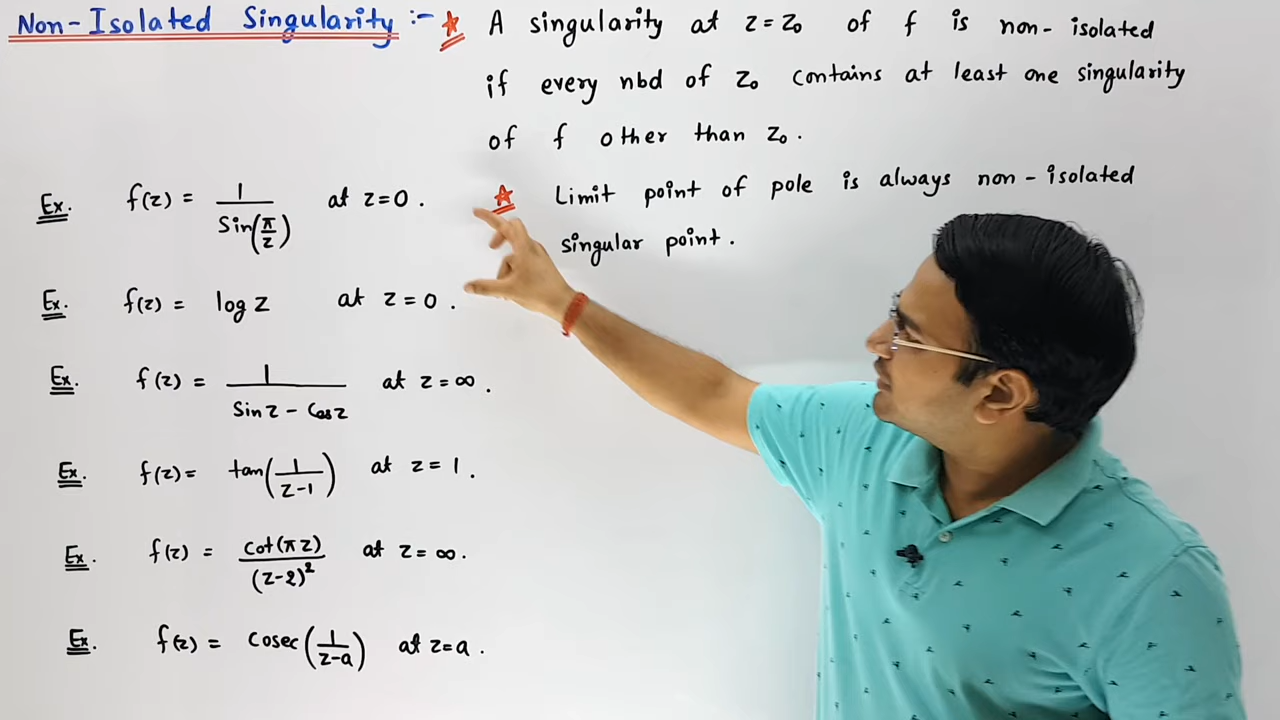 Non-Isolated Singularity :- ☆ A singularity at z = z₀ of f is non-isolated
if every nbd of z₀ contains at least one singularity
of f other than z₀.
☆ Limit point of pole is always non-isolated
singular point.
Ex. f(z) = 1/Sin(π/z) at z=0.
Ex. f(z) = log z at z=0.
Ex. f(z) = 1/(Sinz - Cosz) at z=∞.
Ex. f(z) = tan(1/(z-1)) at z=1.
Ex. f(z) = cot(πz)/(z-2)² at z=∞.
Ex. f(z) = cosec(1/(z-a)) at z=a.